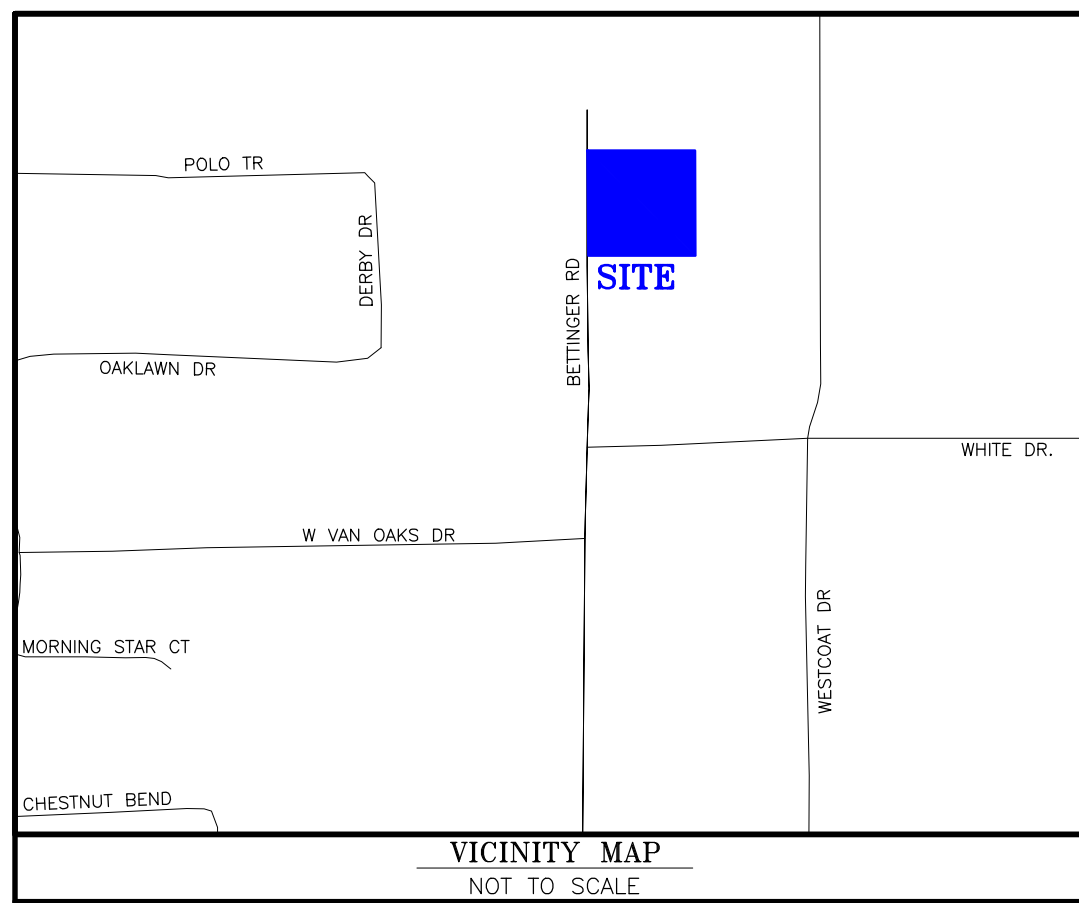 POLO TR
DERBY DR
SITE
BETTINGER RD
OAKLAWN DR
WHITE DR.
W VAN OAKS DR
MORNING STAR CT
WESTCOAT DR
CHESTNUT BEND
VICINITY MAP
NOT TO SCALE